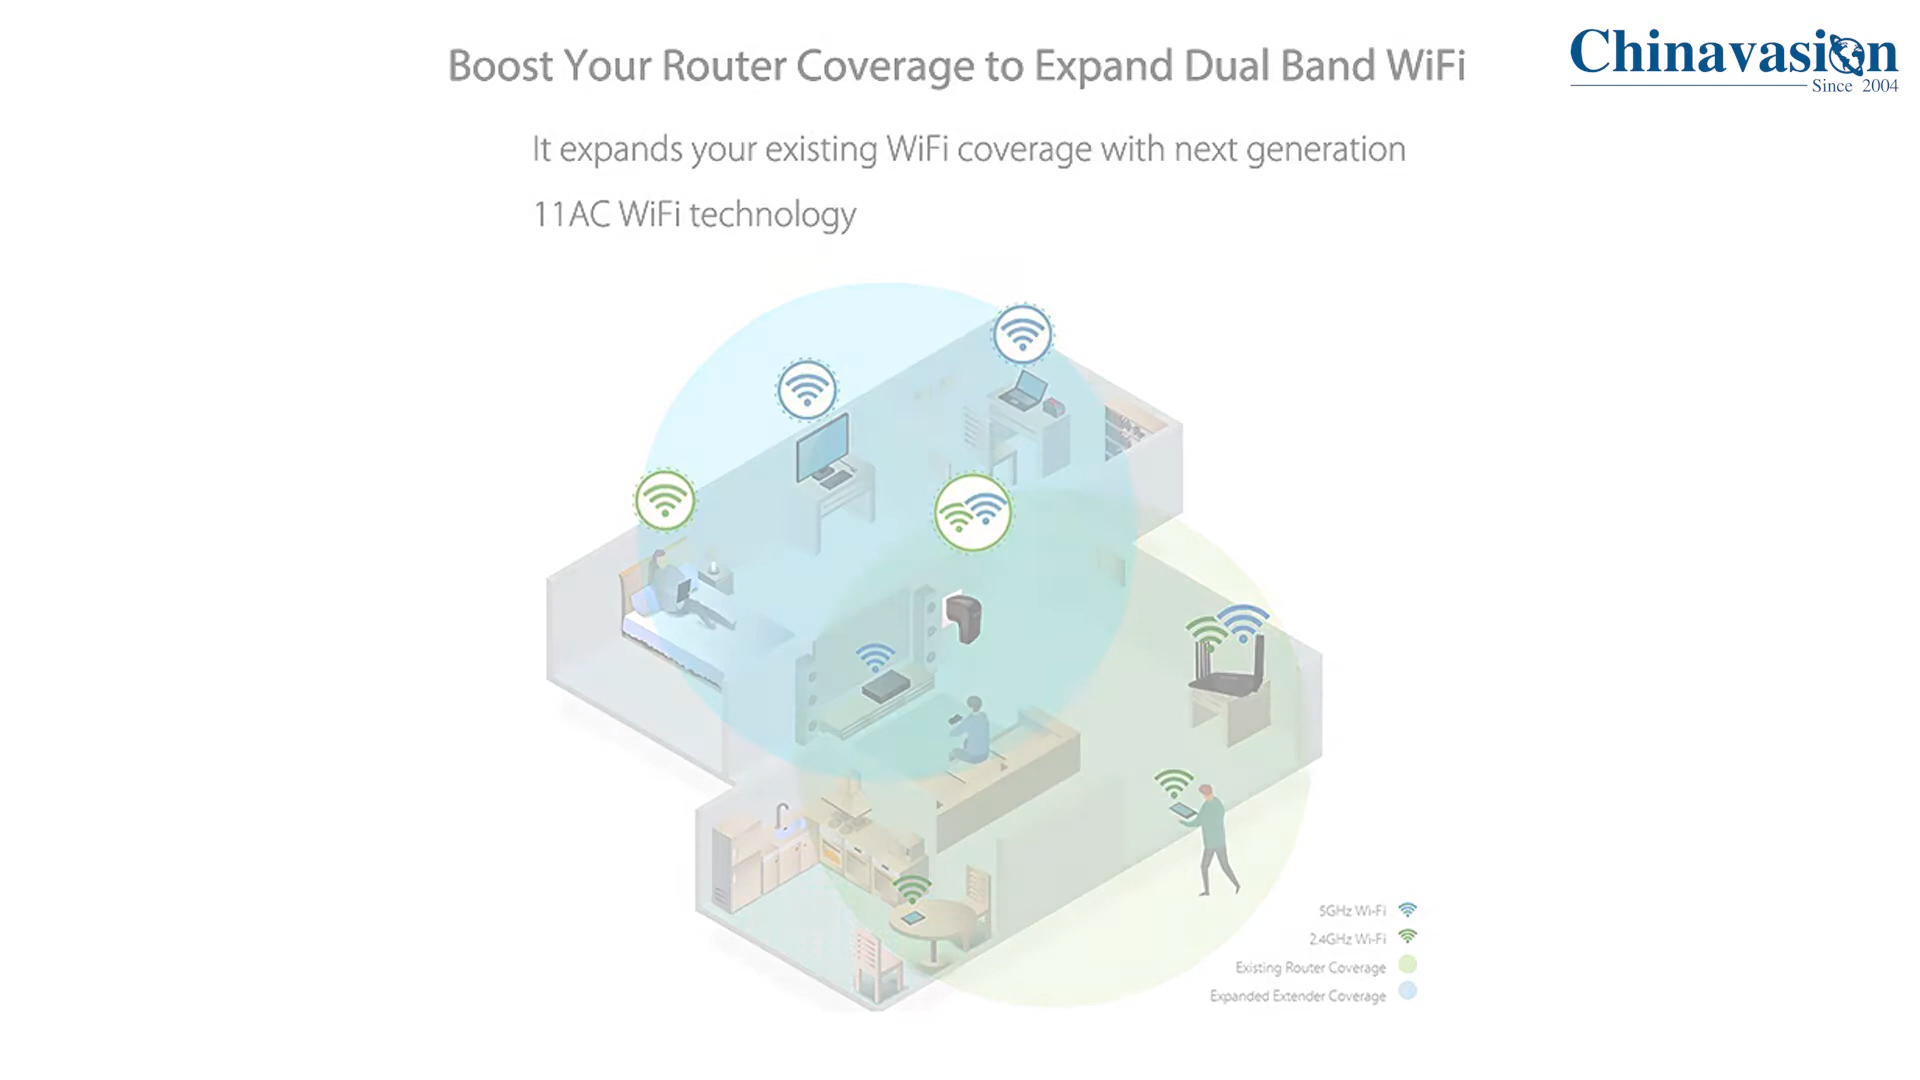 Boost Your Router Coverage to Expand Dual Band WiFi
Chinavasion
Since 2004
It expands your existing WiFi coverage with next generation
11AC WiFi technology
5GHz Wi-Fi
2.4GHz Wi-Fi
Existing Router Coverage
Expanded Extender Coverage